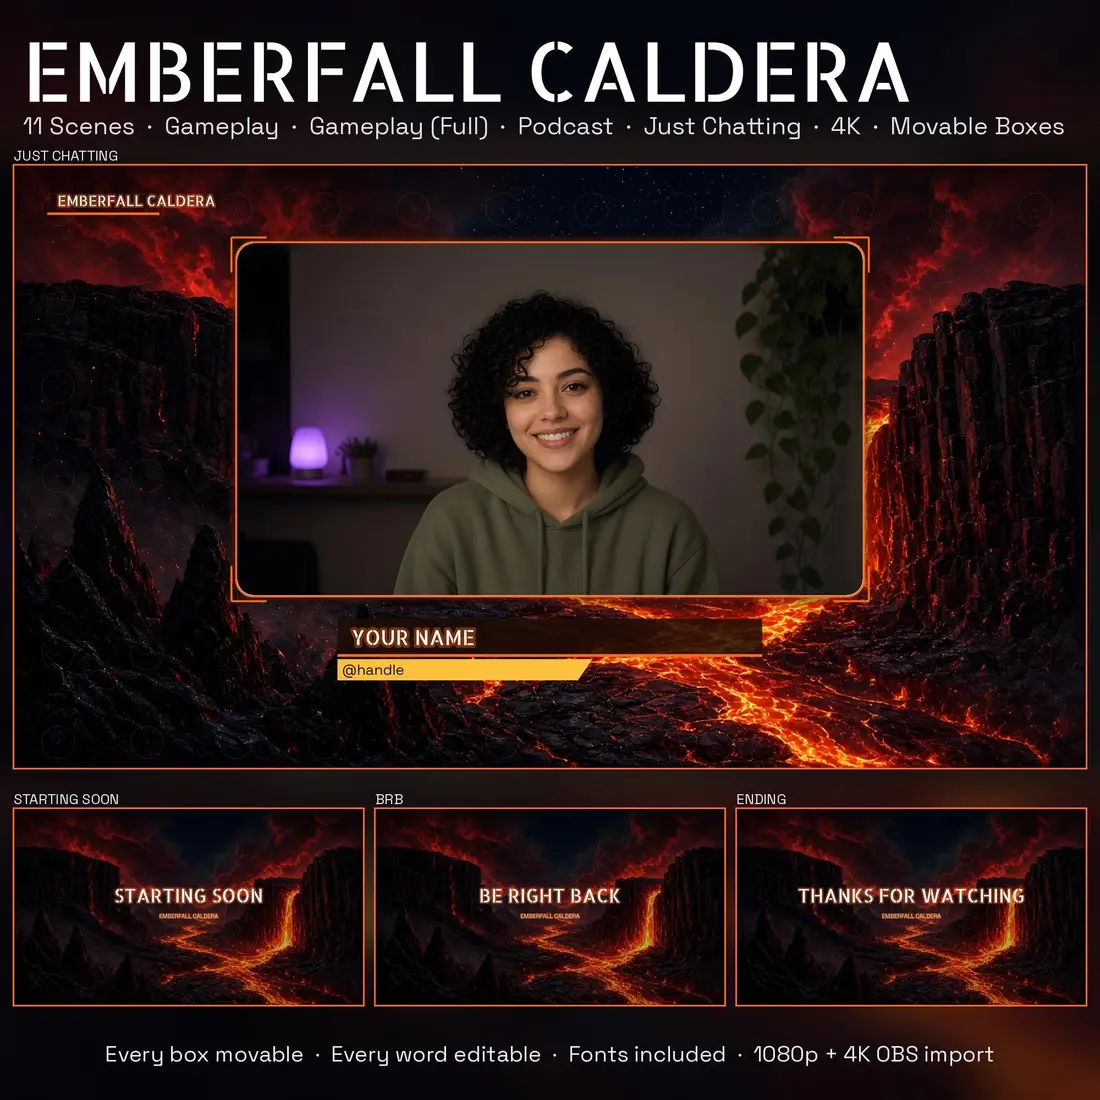 EMBERFALL CALDERA
11 Scenes · Gameplay · Gameplay (Full) · Podcast · Just Chatting · 4K · Movable Boxes
JUST CHATTING
EMBERFALL CALDERA
YOUR NAME
@handle
STARTING SOON
BRB
ENDING
STARTING SOON
EMBERFALL CALDERA
BE RIGHT BACK
EMBERFALL CALDERA
THANKS FOR WATCHING
EMBERFALL CALDERA
Every box movable · Every word editable · Fonts included · 1080p + 4K OBS import